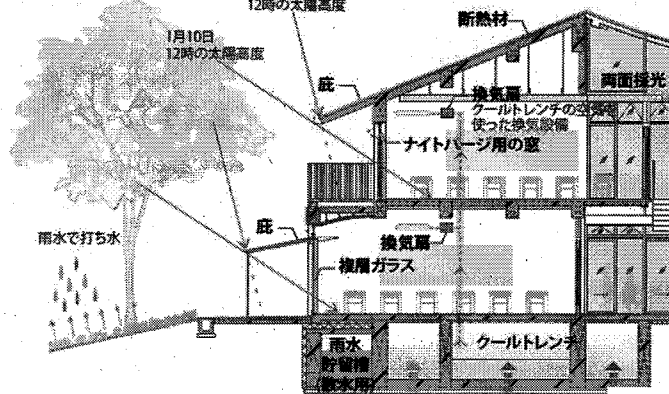 12時の太陽高度
1月10日
12時の太陽高度
断熱材
庇
換気扇
クールトレンチの空気を
使った換気設備
両面採光
ナイトパージ用の窓
雨水で打ち水
庇
換気扇
複層ガラス
雨水
貯留槽
(散水用)
クールトレンチ